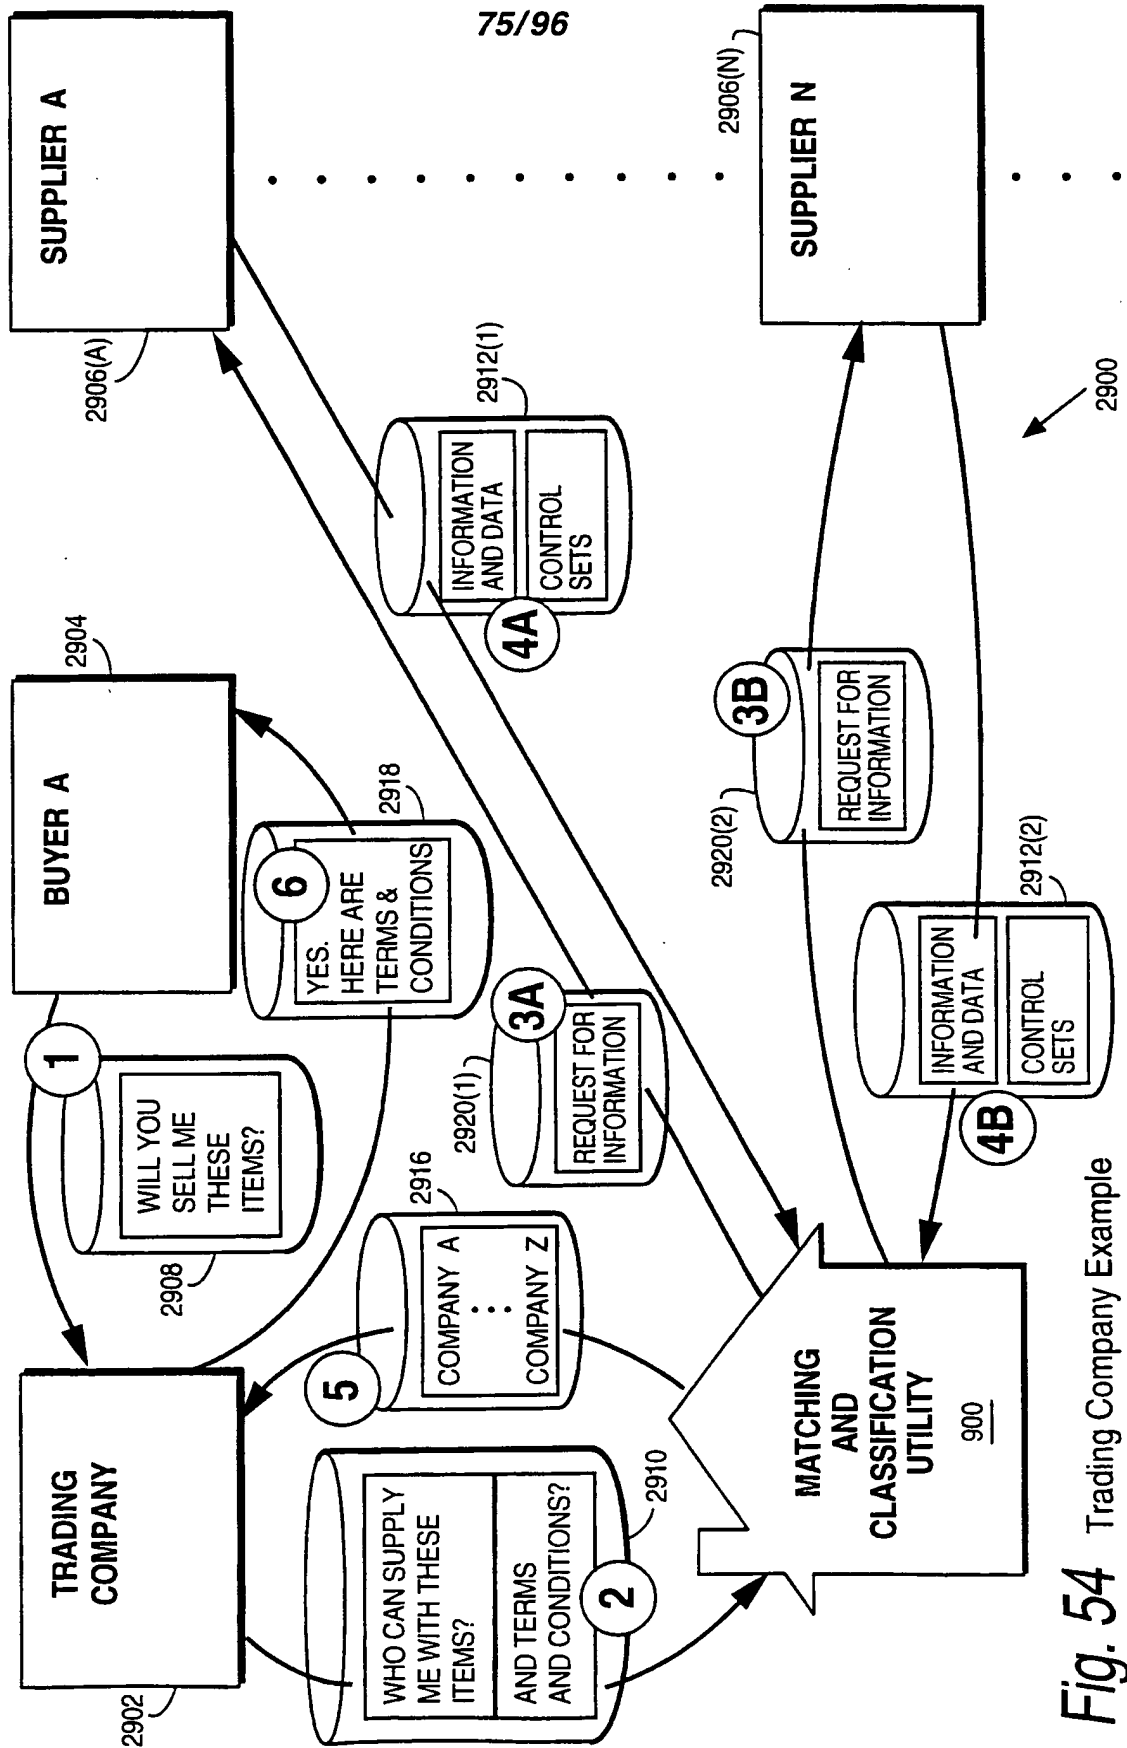 75/96
TRADING
COMPANY
2902
BUYER A
2904
SUPPLIER A
2906(A)
1
WILL YOU
SELL ME
THESE
ITEMS?
2908
6
YES.
HERE ARE
TERMS &
CONDITIONS
2918
5
COMPANY A
COMPANY Z
2916
WHO CAN SUPPLY
ME WITH THESE
ITEMS?
AND TERMS
AND CONDITIONS?
2
2910
3A
REQUEST FOR
INFORMATION
2920(1)
4A
INFORMATION
AND DATA
CONTROL
SETS
2912(1)
MATCHING
AND
CLASSIFICATION
UTILITY
900
3B
REQUEST FOR
INFORMATION
2920(2)
4B
INFORMATION
AND DATA
CONTROL
SETS
2912(2)
SUPPLIER N
2906(N)
2900
Fig. 54 Trading Company Example